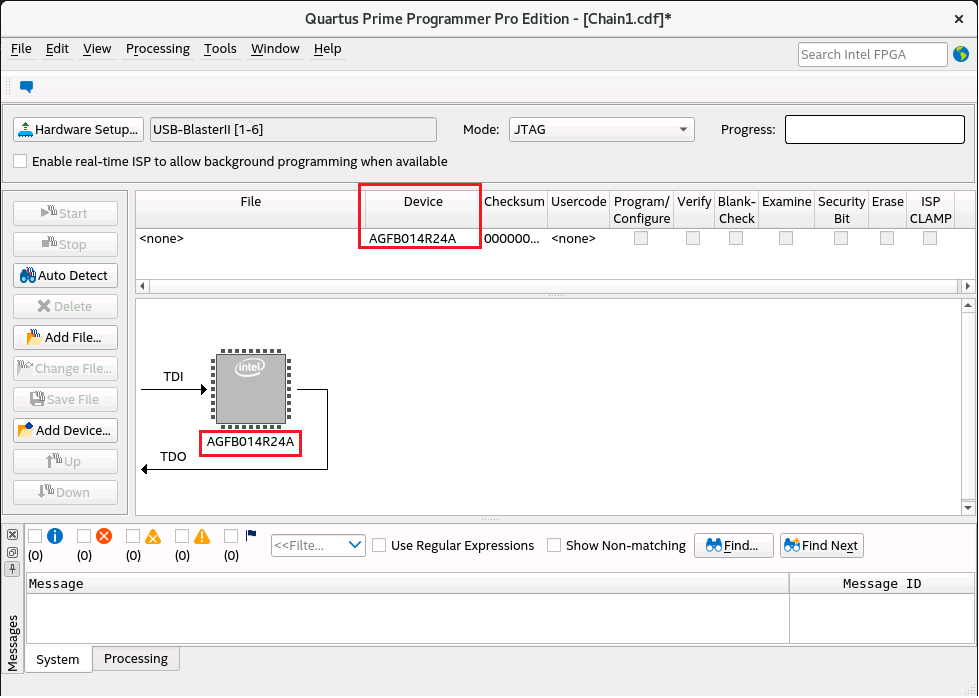 Quartus Prime Programmer Pro Edition - [Chain1.cdf]*
File Edit View Processing Tools Window Help
Search Intel FPGA
Hardware Setup... USB-BlasterII [1-6] Mode: JTAG Progress:
Enable real-time ISP to allow background programming when available
Start
Stop
Auto Detect
Delete
Add File...
Change File...
Save File
Add Device...
Up
Down
File Device Checksum Usercode Program/ Verify Blank- Examine Security Erase ISP
Configure Check Bit CLAMP
<none> AGFB014R24A 000000... <none>
intel
TDI
AGFB014R24A
TDO
(0) (0) (0) (0) (0) <<Filte... Use Regular Expressions Show Non-matching Find... Find Next
Message Message ID
Messages
System Processing